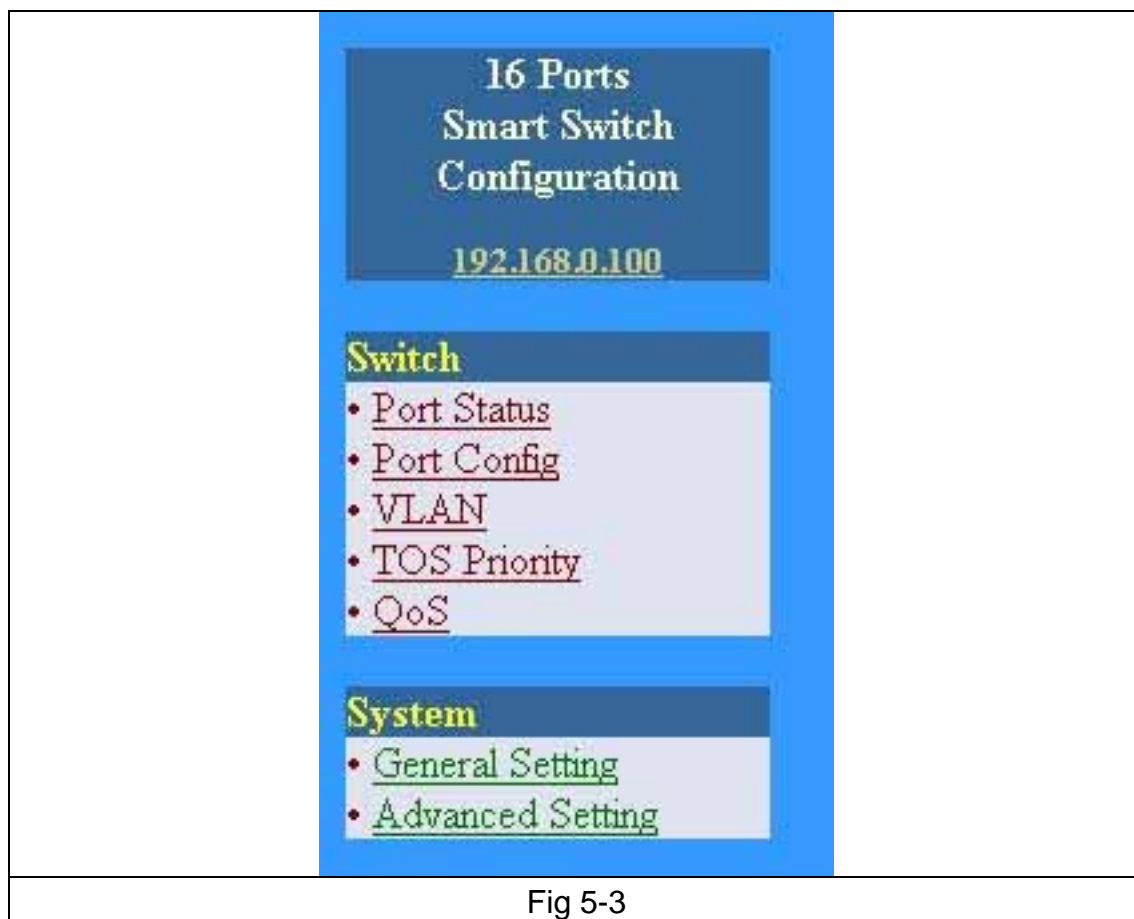 16 Ports
Smart Switch
Configuration
192.168.0.100
Switch
• Port Status
• Port Config
• VLAN
• TOS Priority
• QoS
System
• General Setting
• Advanced Setting
Fig 5-3